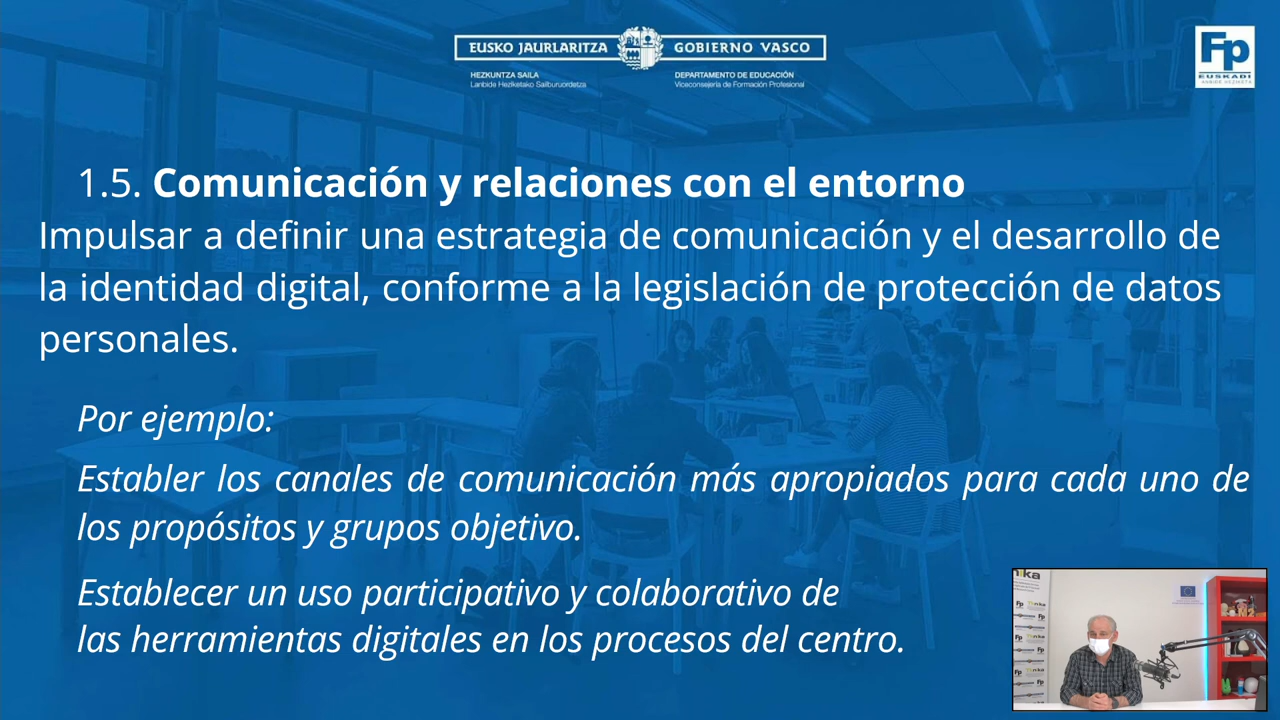 EUSKO JAURLARITZA GOBIERNO VASCO
HEZKUNTZA SAILA DEPARTAMENTO DE EDUCACIÓN
Lanbide Heziketako Sailburuordetza Viceconsejería de Formación Profesional
Fp
EUSKADI
LANBIDE HEZIKETA
1.5. Comunicación y relaciones con el entorno
Impulsar a definir una estrategia de comunicación y el desarrollo de
la identidad digital, conforme a la legislación de protección de datos
personales.
Por ejemplo:
Establer los canales de comunicación más apropiados para cada uno de
los propósitos y grupos objetivo.
Establecer un uso participativo y colaborativo de
las herramientas digitales en los procesos del centro.